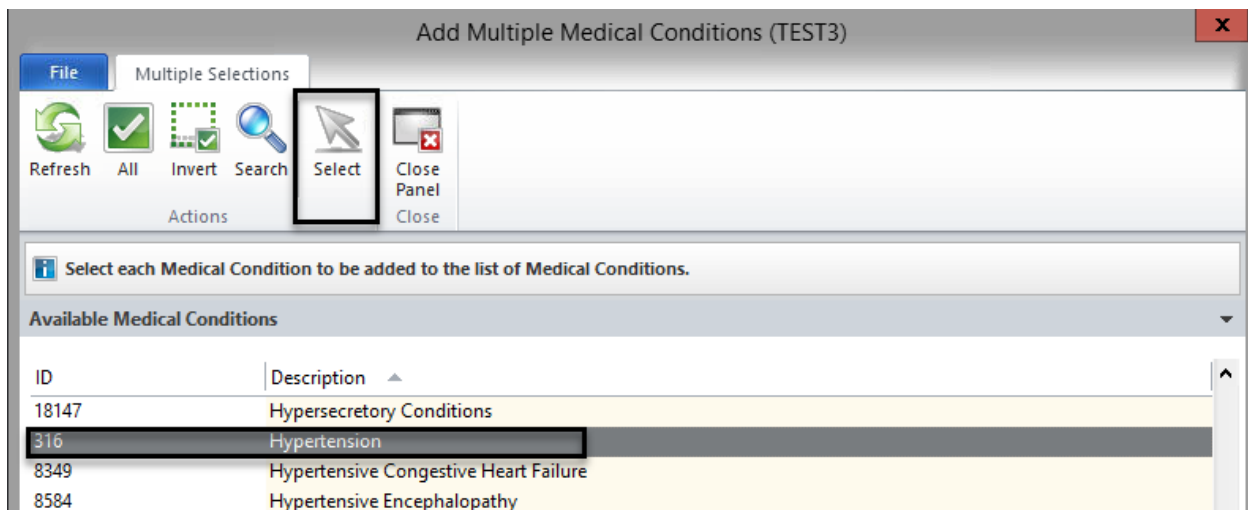 Add Multiple Medical Conditions (TEST3)
x
File Multiple Selections
Refresh All Invert Search Select Close Panel
Actions Close
Select each Medical Condition to be added to the list of Medical Conditions.
Available Medical Conditions
ID Description
18147 Hypersecretory Conditions
316 Hypertension
8349 Hypertensive Congestive Heart Failure
8584 Hypertensive Encephalopathy